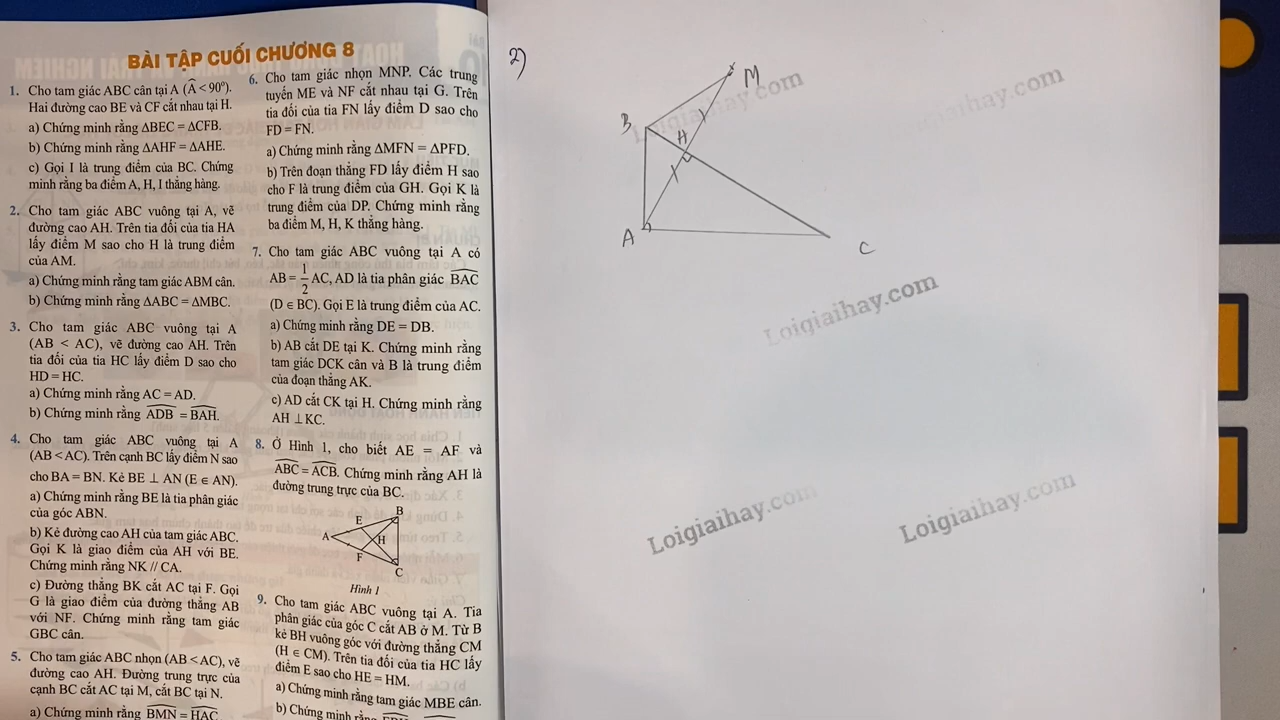 BÀI TẬP CUỐI CHƯƠNG 8
1. Cho tam giác ABC cân tại A (Â < 90°).
Hai đường cao BE và CF cắt nhau tại H.
a) Chứng minh rằng ΔBEC = ΔCFB.
b) Chứng minh rằng ΔAHF = ΔAHE.
c) Gọi I là trung điểm của BC. Chứng
minh rằng ba điểm A, H, I thẳng hàng.
2. Cho tam giác ABC vuông tại A, vẽ
đường cao AH. Trên tia đối của tia HA
lấy điểm M sao cho H là trung điểm
của AM.
a) Chứng minh rằng tam giác ABM cân.
b) Chứng minh rằng ΔABC = ΔMBC.
3. Cho tam giác ABC vuông tại A
(AB < AC), vẽ đường cao AH. Trên
tia đối của tia HC lấy điểm D sao cho
HD = HC.
a) Chứng minh rằng AC = AD.
b) Chứng minh rằng ADB = BAH.
4. Cho tam giác ABC vuông tại A
(AB < AC). Trên cạnh BC lấy điểm N sao
cho BA = BN. Kẻ BE ⊥ AN (E ∈ AN).
a) Chứng minh rằng BE là tia phân giác
của góc ABN.
b) Kẻ đường cao AH của tam giác ABC.
Gọi K là giao điểm của AH với BE.
Chứng minh rằng NK // CA.
c) Đường thẳng BK cắt AC tại F. Gọi
G là giao điểm của đường thẳng AB
với NF. Chứng minh rằng tam giác
GBC cân.
5. Cho tam giác ABC nhọn (AB < AC), vẽ
đường cao AH. Đường trung trực của
cạnh BC cắt AC tại M, cắt BC tại N.
a) Chứng minh rằng BMN = HAC.
6. Cho tam giác nhọn MNP. Các trung
tuyến ME và NF cắt nhau tại G. Trên
tia đối của tia FN lấy điểm D sao cho
FD = FN.
a) Chứng minh rằng ΔMFN = ΔPFD.
b) Trên đoạn thẳng FD lấy điểm H sao
cho F là trung điểm của GH. Gọi K là
trung điểm của DP. Chứng minh rằng
ba điểm M, H, K thẳng hàng.
7. Cho tam giác ABC vuông tại A có
AB = 1/2 AC, AD là tia phân giác BAC
(D ∈ BC). Gọi E là trung điểm của AC.
a) Chứng minh rằng DE = DB.
b) AB cắt DE tại K. Chứng minh rằng
tam giác DCK cân và B là trung điểm
của đoạn thẳng AK.
c) AD cắt CK tại H. Chứng minh rằng
AH ⊥ KC.
8. Ở Hình 1, cho biết AE = AF và
ABC = ACB. Chứng minh rằng AH là
đường trung trực của BC.
B
E
A
H
F
C
Hình 1
9. Cho tam giác ABC vuông tại A. Tia
phân giác của góc C cắt AB ở M. Từ B
kẻ BH vuông góc với đường thẳng CM
(H ∈ CM). Trên tia đối của tia HC lấy
điểm E sao cho HE = HM.
a) Chứng minh rằng tam giác MBE cân.
b) Chứng minh rằng
2)
M
B
H
A
C
Loigiaihay.com
Loigiaihay.com
Loigiaihay.com
Loigiaihay.com
Loigiaihay.com